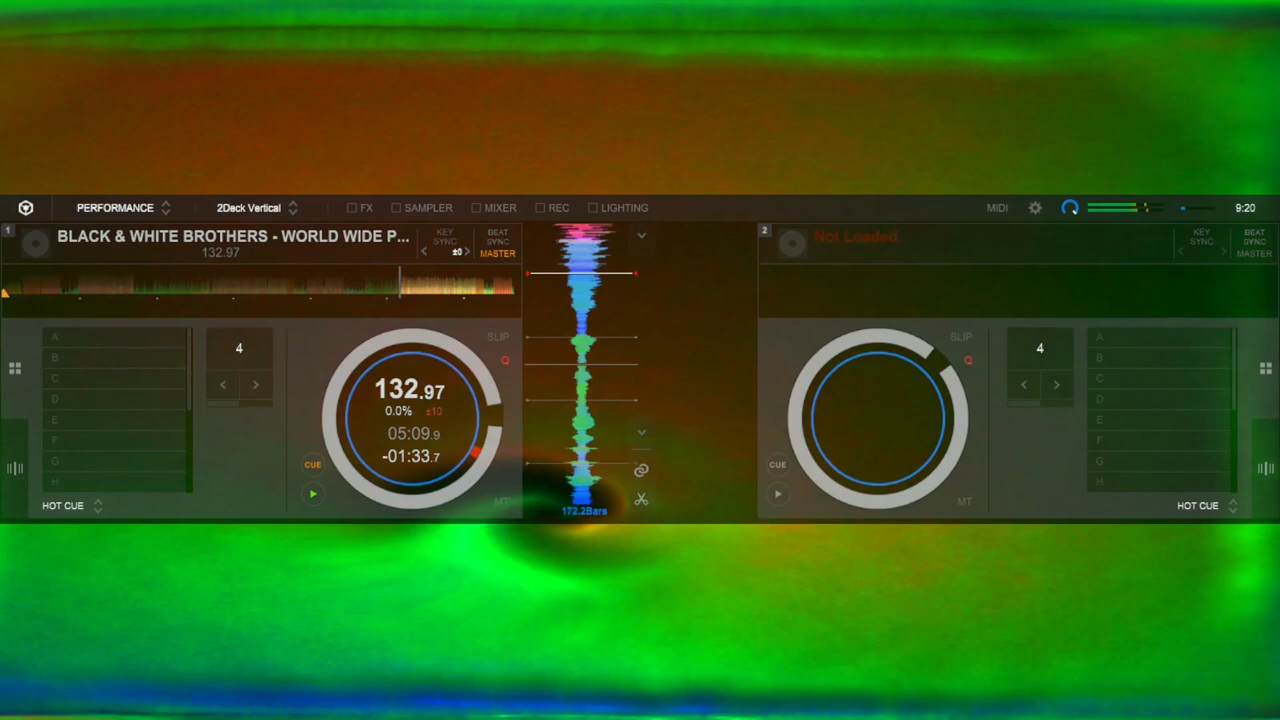 PERFORMANCE 2Deck Vertical FX SAMPLER MIXER REC LIGHTING MIDI 9:20
1 BLACK & WHITE BROTHERS - WORLD WIDE P... KEY SYNC BEAT SYNC
132.97 ±0 MASTER
2 Not Loaded. KEY SYNC BEAT SYNC
MASTER
A
B
C
D
E
F
G
H
HOT CUE
4
SLIP
Q
132.97
0.0% ±10
05:09.9
-01:33.7
CUE
MT
172.2Bars
SLIP
Q
CUE
MT
4
A
B
C
D
E
F
G
H
HOT CUE